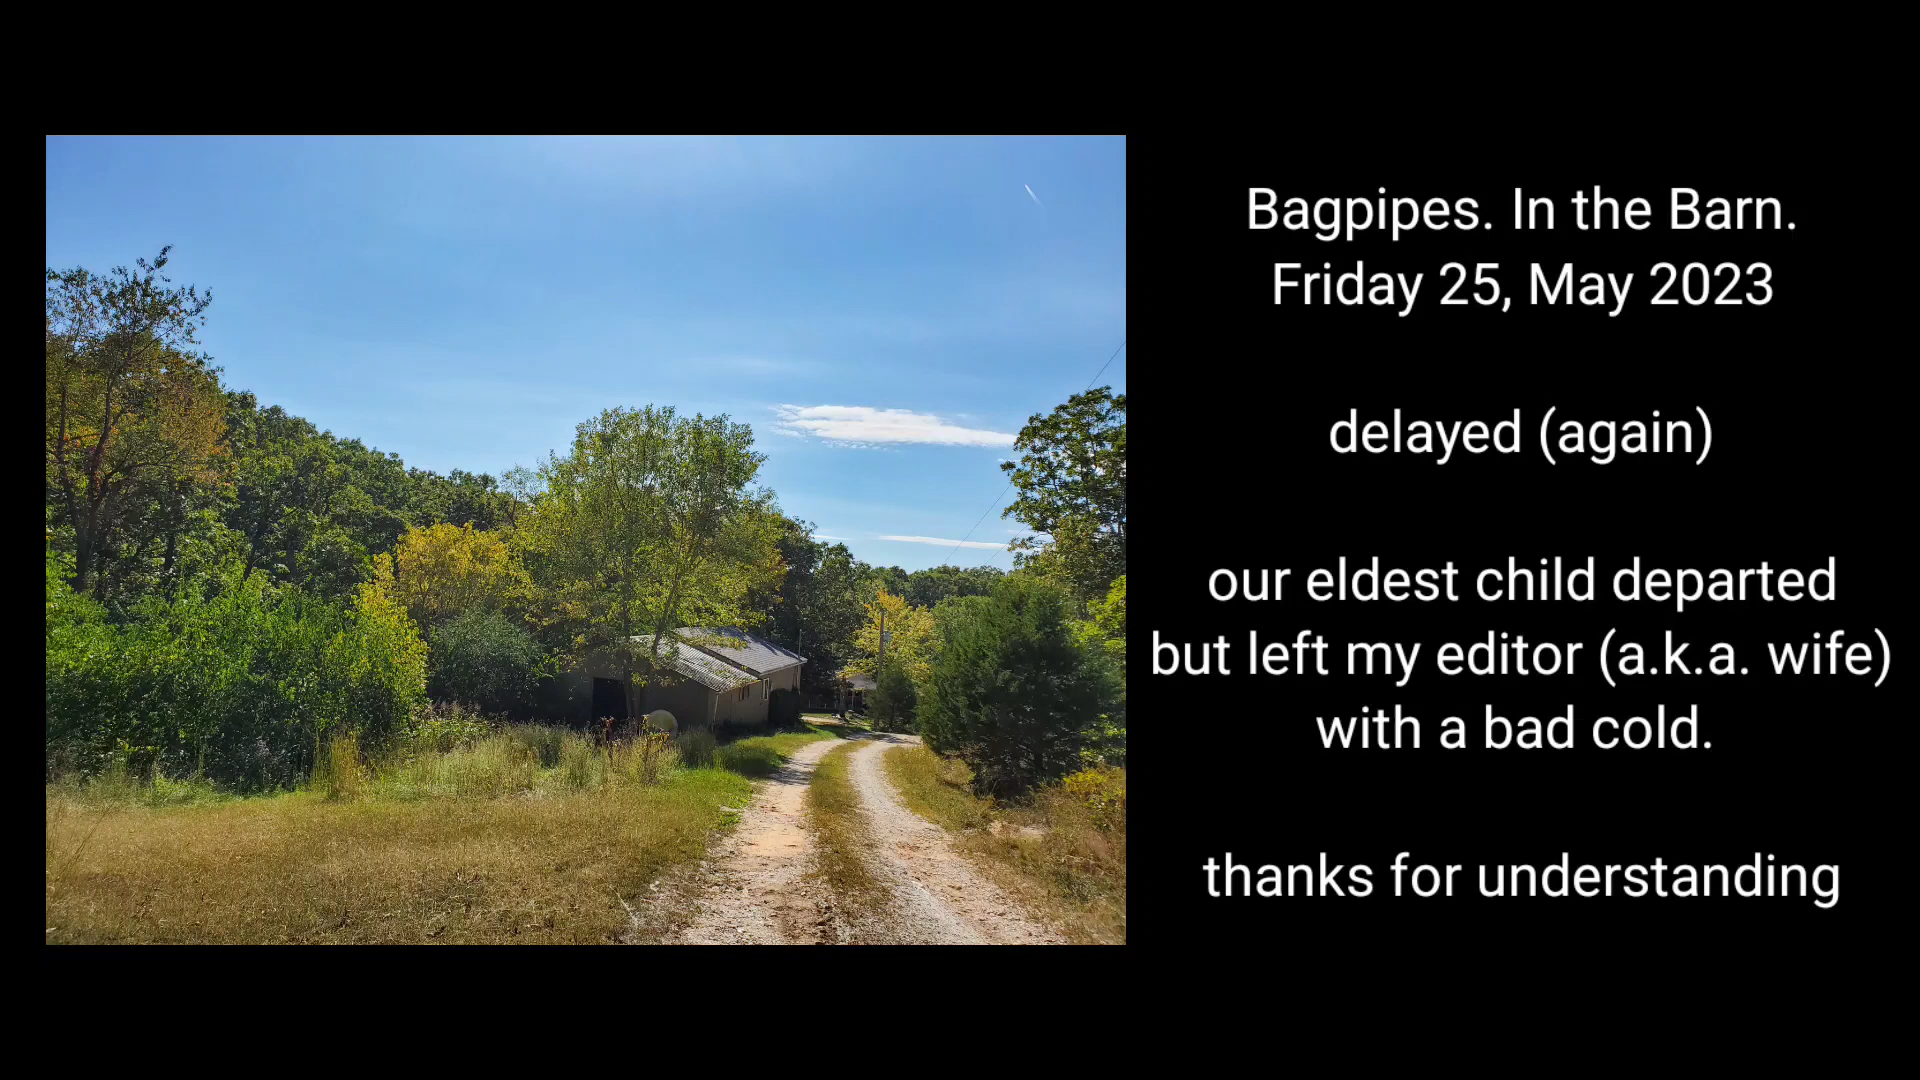 Bagpipes. In the Barn.
Friday 25, May 2023
delayed (again)
our eldest child departed
but left my editor (a.k.a. wife)
with a bad cold.
thanks for understanding